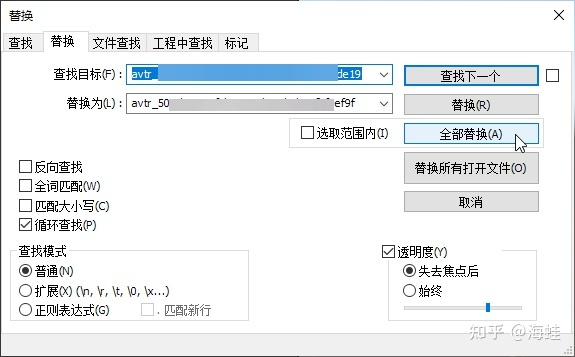 替换
查找 替换 文件查找 工程中查找 标记
查找目标(F): avtr_ de19 查找下一个
替换为(L): avtr_50 ef9f 替换(R)
选取范围内(I) 全部替换(A)
替换所有打开文件(O)
取消
反向查找
全词匹配(W)
匹配大小写(C)
循环查找(P)
查找模式
普通(N)
扩展(X) (\n, \r, \t, \0, \x...)
正则表达式(G) . 匹配新行
透明度(Y)
失去焦点后
始终
知乎 @海蛙